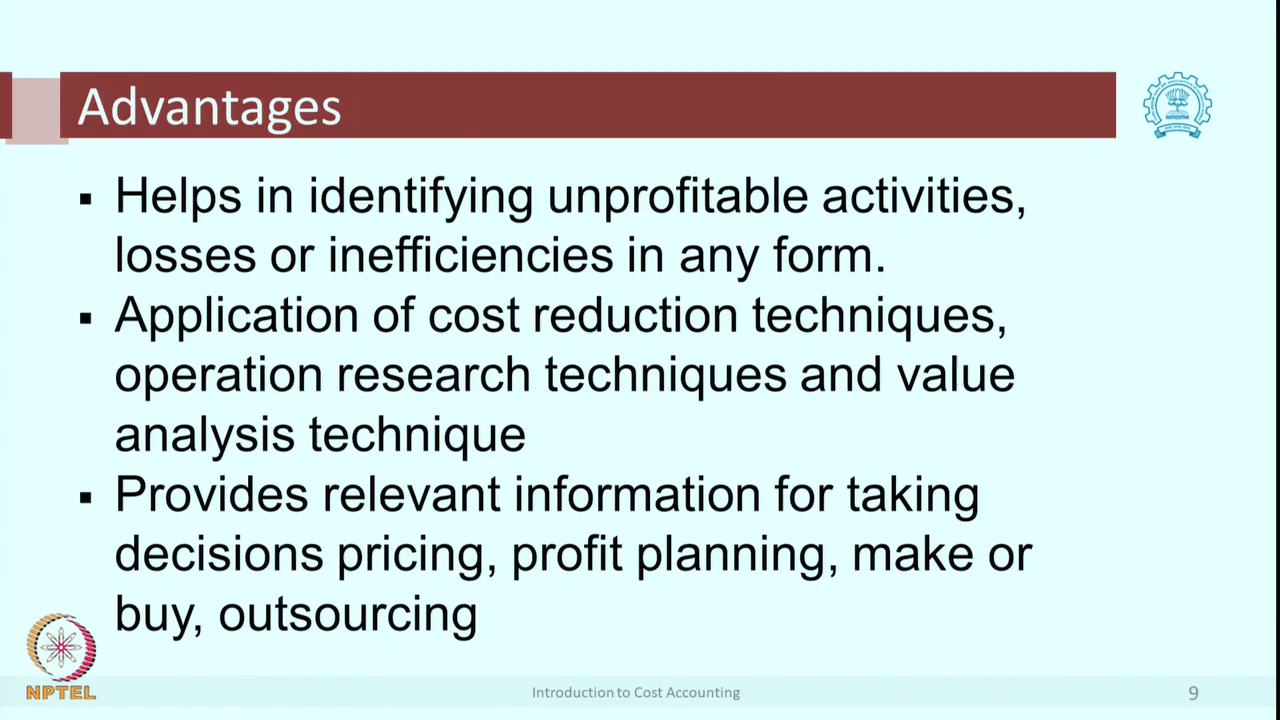 Advantages
▪ Helps in identifying unprofitable activities,
losses or inefficiencies in any form.
▪ Application of cost reduction techniques,
operation research techniques and value
analysis technique
▪ Provides relevant information for taking
decisions pricing, profit planning, make or
buy, outsourcing
NPTEL
Introduction to Cost Accounting
9